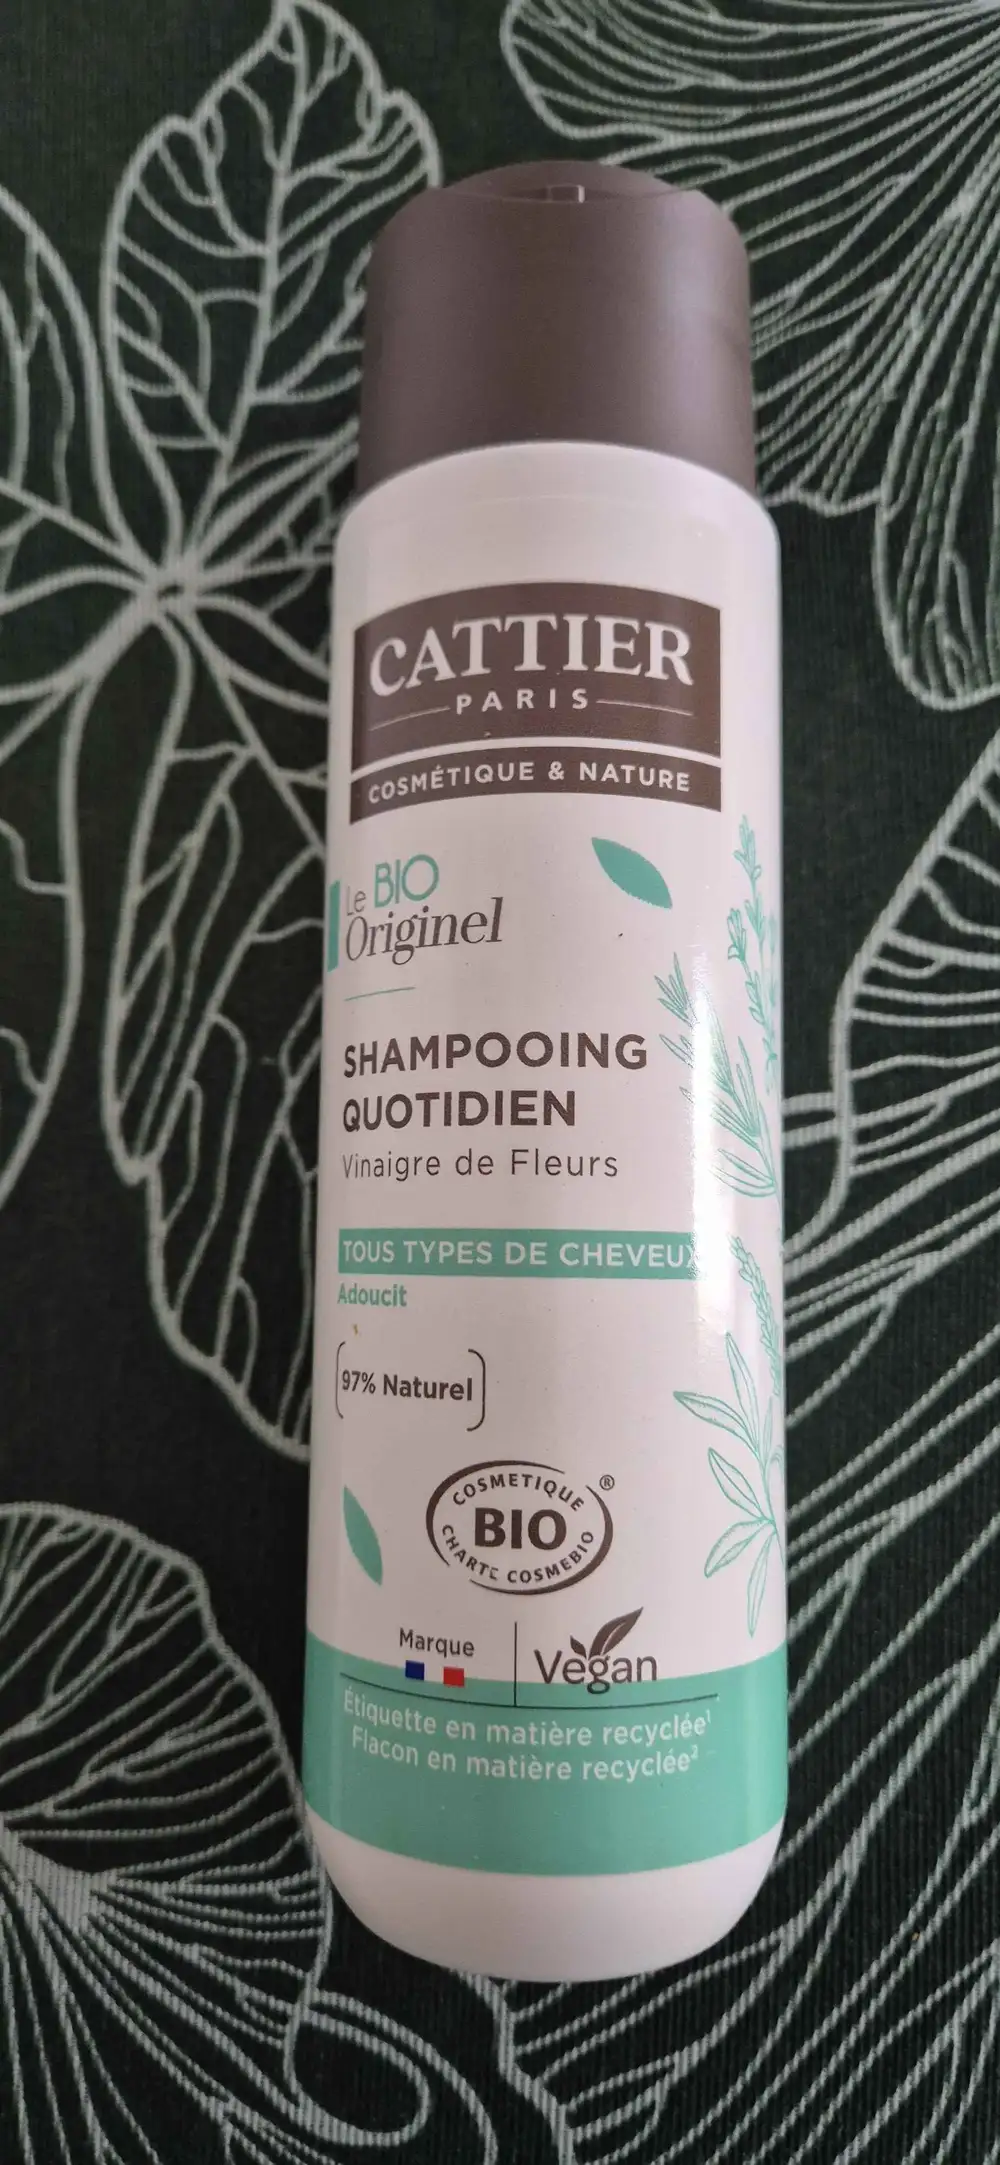 CATTIER
PARIS
COSMÉTIQUE & NATURE
Le BIO
Originel
SHAMPOOING
QUOTIDIEN
Vinaigre de Fleurs
TOUS TYPES DE CHEVEUX
Adoucit
97% Naturel
COSMETIQUE ®
BIO
CHARTE COSMEBIO
Marque
Vegan
Étiquette en matière recyclée¹
Flacon en matière recyclée²